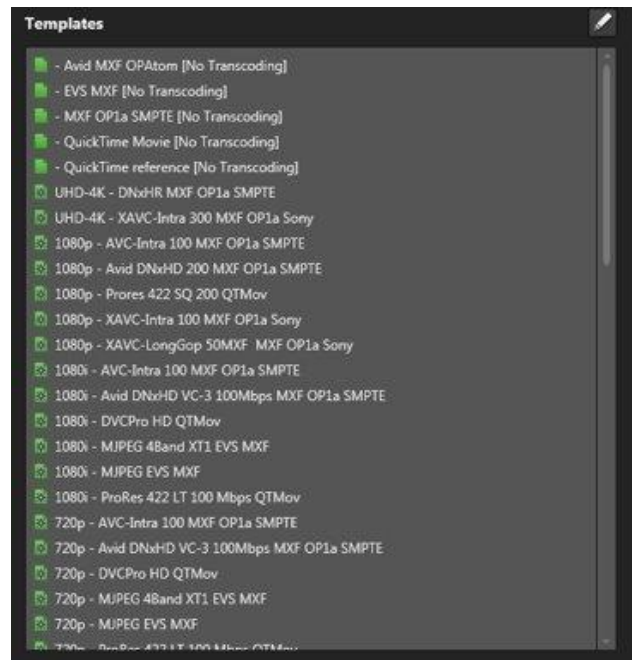 Templates
- Avid MXF OPAtom [No Transcoding]
- EVS MXF [No Transcoding]
- MXF OP1a SMPTE [No Transcoding]
- QuickTime Movie [No Transcoding]
- QuickTime reference [No Transcoding]
UHD-4K - DNxHR MXF OP1a SMPTE
UHD-4K - XAVC-Intra 300 MXF OP1a Sony
1080p - AVC-Intra 100 MXF OP1a SMPTE
1080p - Avid DNxHD 200 MXF OP1a SMPTE
1080p - Prores 422 SQ 200 QTMov
1080p - XAVC-Intra 100 MXF OP1a Sony
1080p - XAVC-LongGop 50MXF  MXF OP1a Sony
1080i - AVC-Intra 100 MXF OP1a SMPTE
1080i - Avid DNxHD VC-3 100Mbps MXF OP1a SMPTE
1080i - DVCPro HD QTMov
1080i - MJPEG 4Band XT1 EVS MXF
1080i - MJPEG EVS MXF
1080i - ProRes 422 LT 100 Mbps QTMov
720p - AVC-Intra 100 MXF OP1a SMPTE
720p - Avid DNxHD VC-3 100Mbps MXF OP1a SMPTE
720p - DVCPro HD QTMov
720p - MJPEG 4Band XT1 EVS MXF
720p - MJPEG EVS MXF
720p - ProRes 422 LT 100 Mbps QTMov